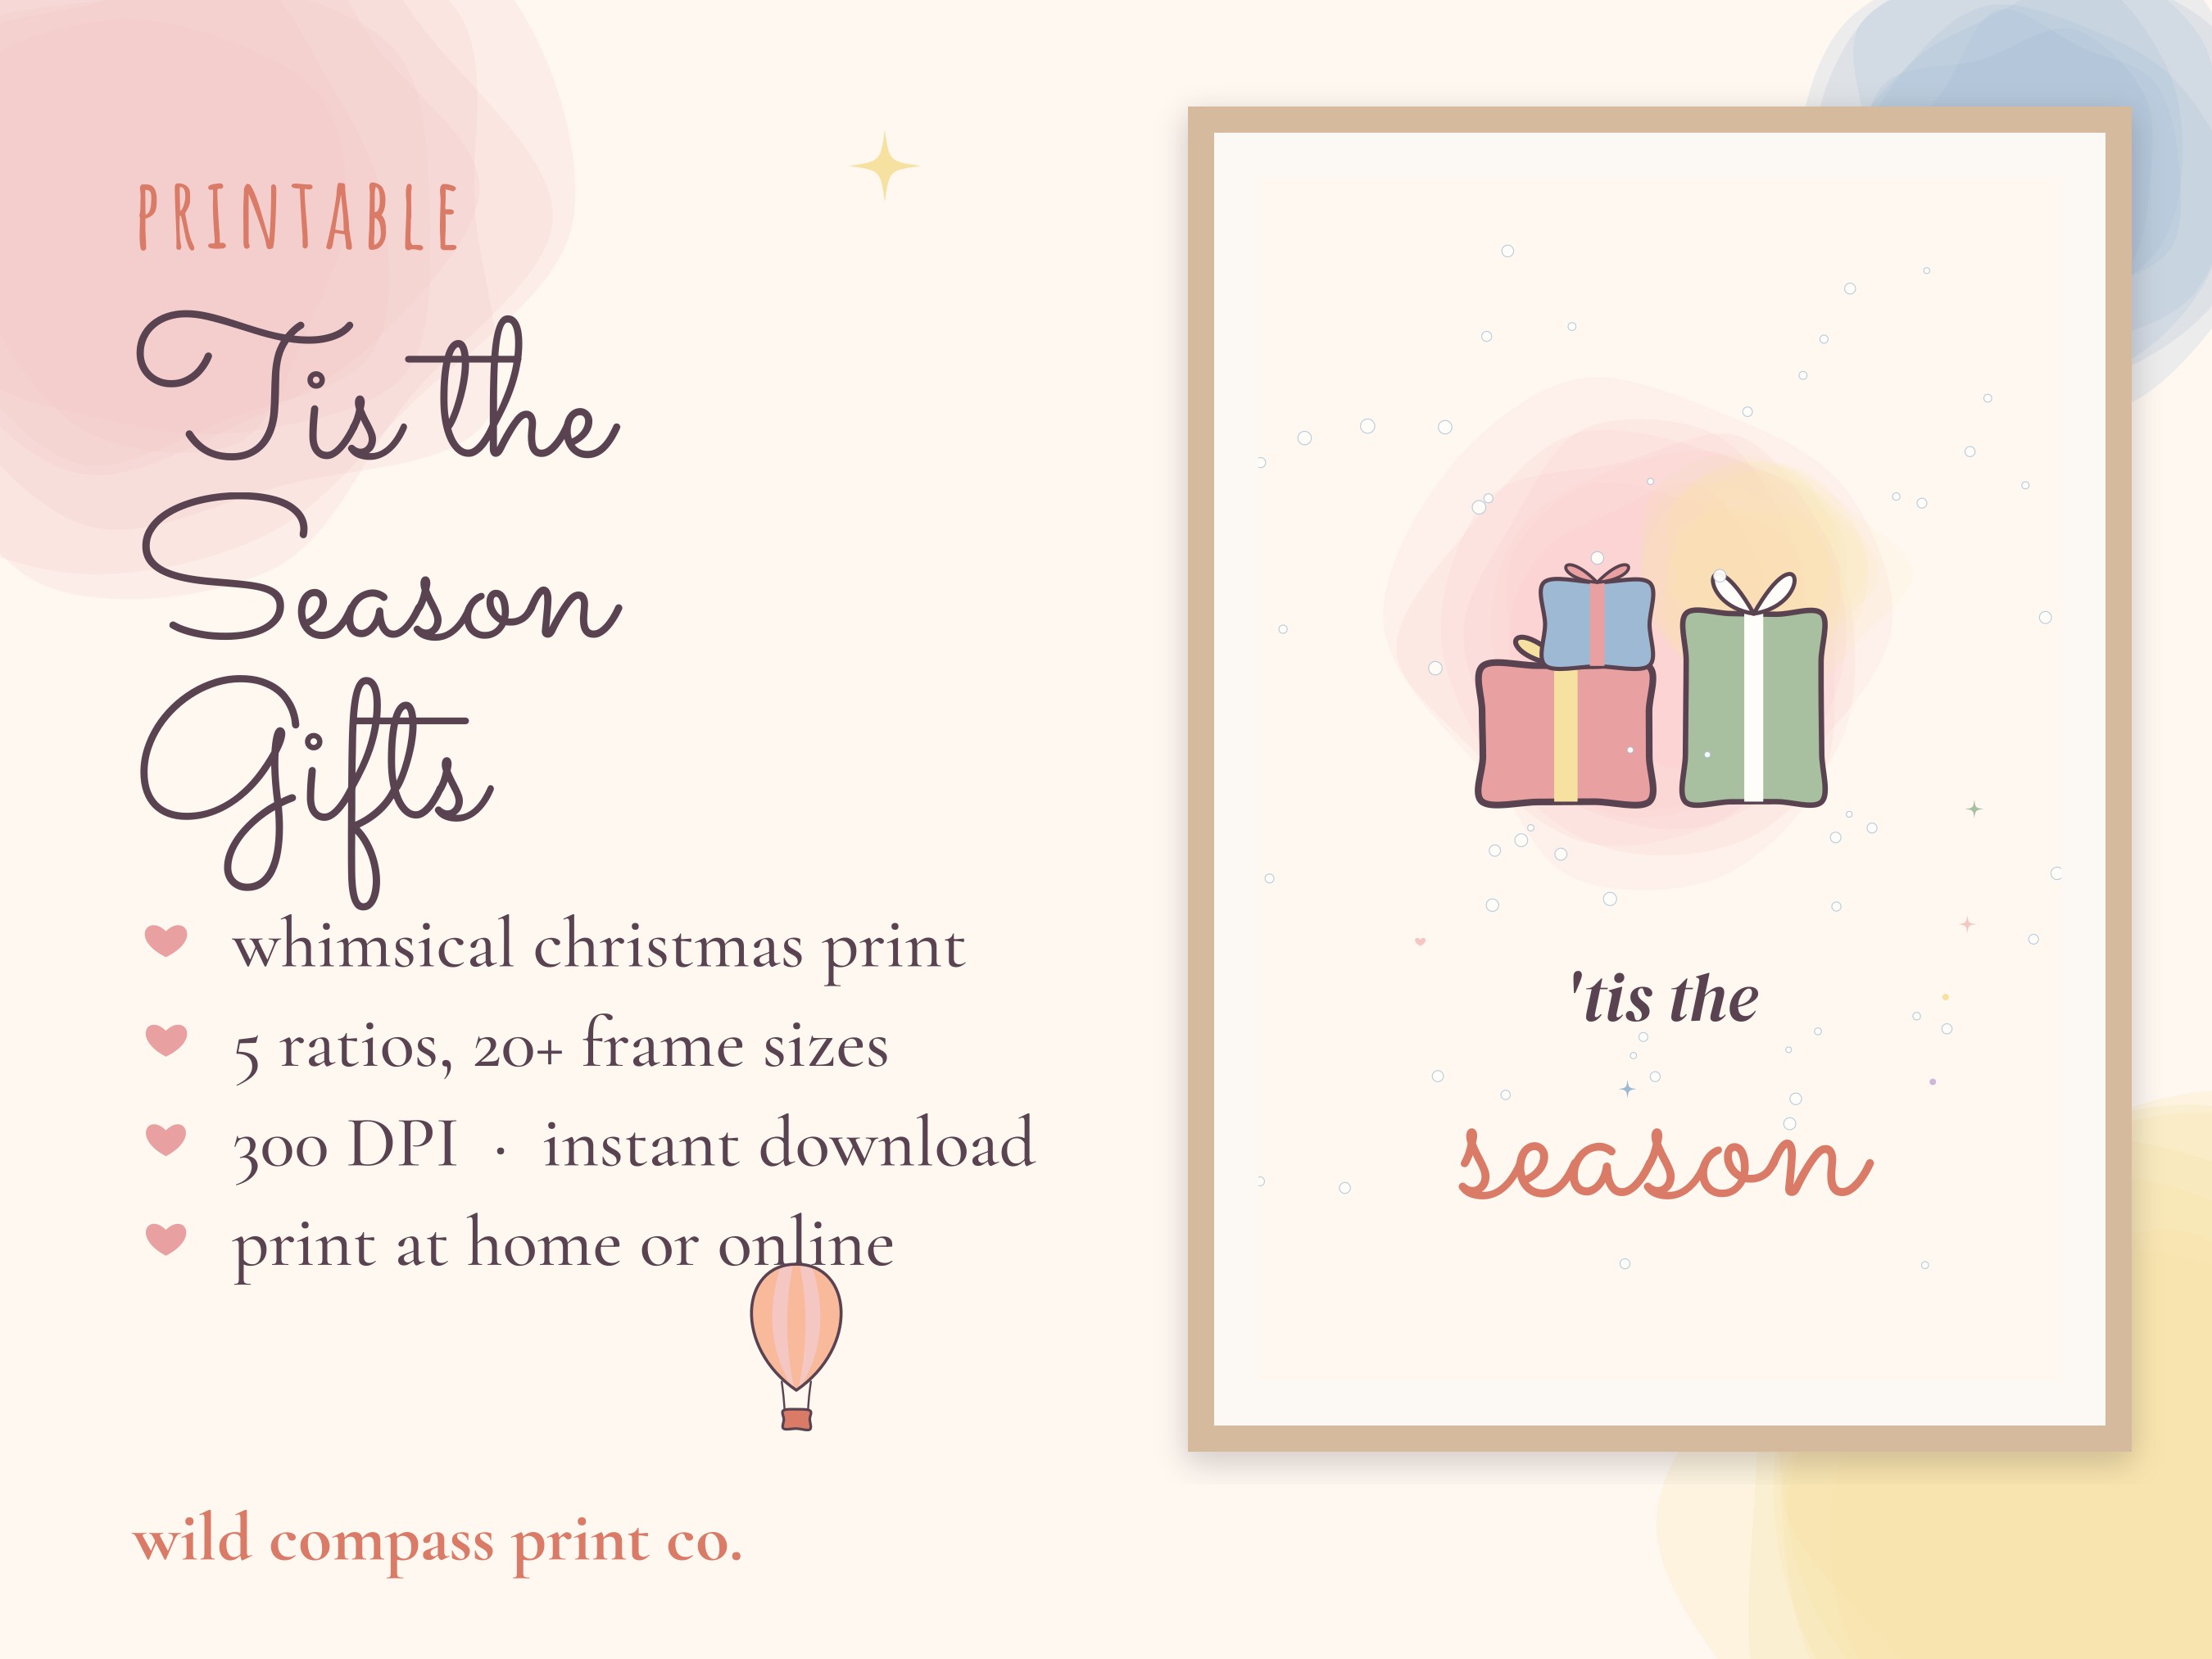 PRINTABLE
Tis the
Season
Gifts
whimsical christmas print
5 ratios, 20+ frame sizes
300 DPI · instant download
print at home or online
wild compass print co.
'tis the
season